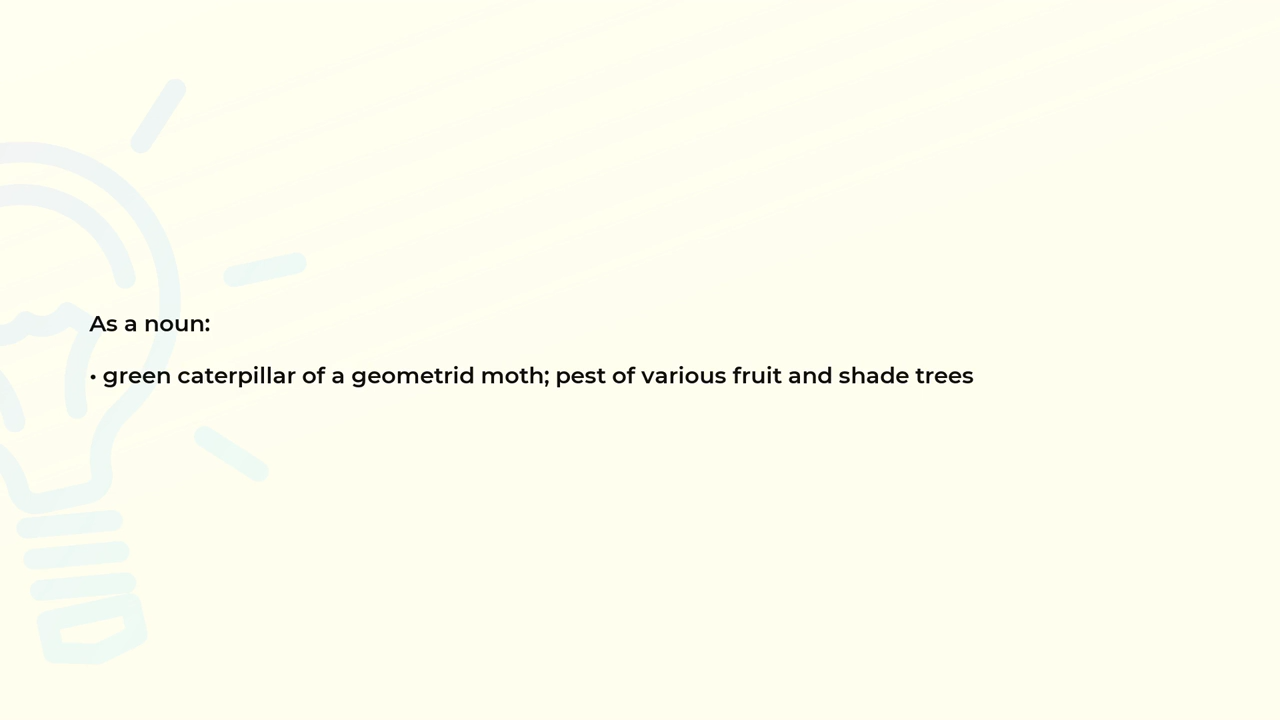 As a noun:
• green caterpillar of a geometrid moth; pest of various fruit and shade trees